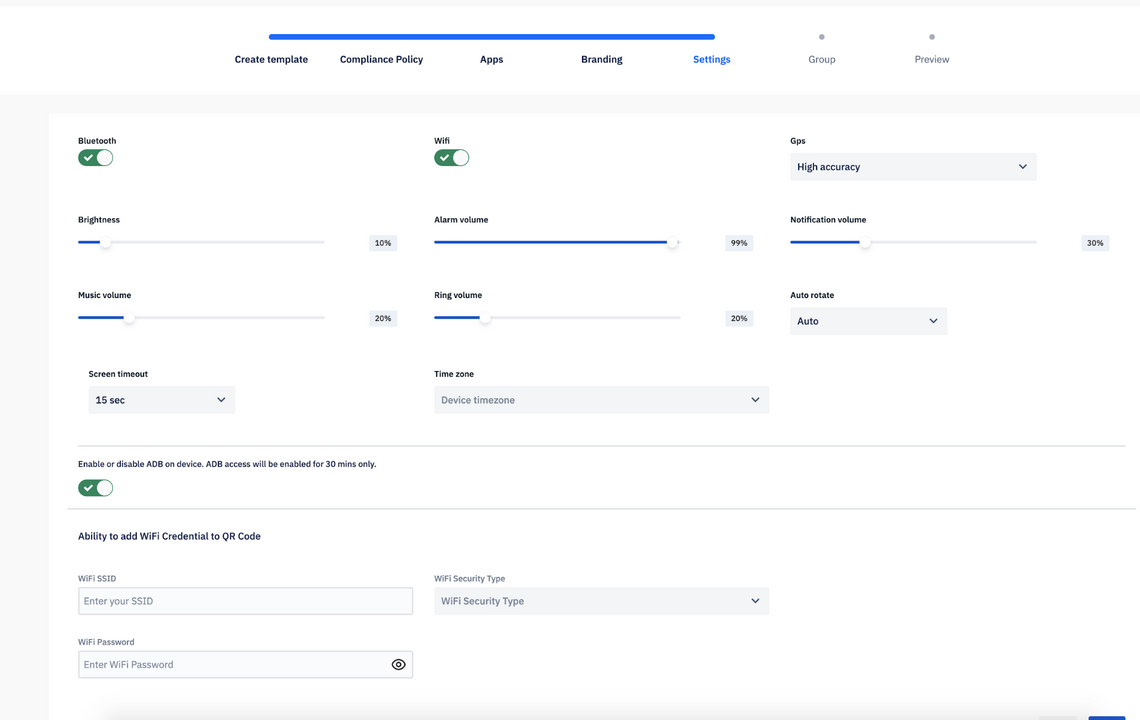 Create template Compliance Policy Apps Branding Settings Group Preview
Bluetooth Wifi Gps
High accuracy
Brightness Alarm volume Notification volume
10% 99% 30%
Music volume Ring volume Auto rotate
20% 20% Auto
Screen timeout Time zone
15 sec Device timezone
Enable or disable ADB on device. ADB access will be enabled for 30 mins only.
Ability to add WiFi Credential to QR Code
WiFi SSID WiFi Security Type
Enter your SSID WiFi Security Type
WiFi Password
Enter WiFi Password